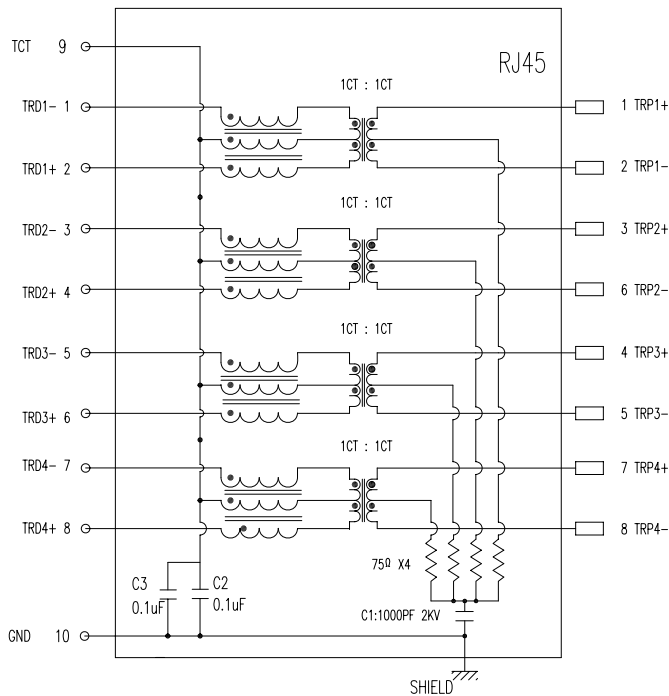 TCT 9
RJ45
1CT : 1CT
TRD1- 1
1 TRP1+
TRD1+ 2
2 TRP1-
1CT : 1CT
TRD2- 3
3 TRP2+
TRD2+ 4
6 TRP2-
1CT : 1CT
TRD3- 5
4 TRP3+
TRD3+ 6
5 TRP3-
1CT : 1CT
TRD4- 7
7 TRP4+
TRD4+ 8
8 TRP4-
75Ω X4
C3
0.1uF
C2
0.1uF
C1:1000PF 2KV
GND 10
SHIELD